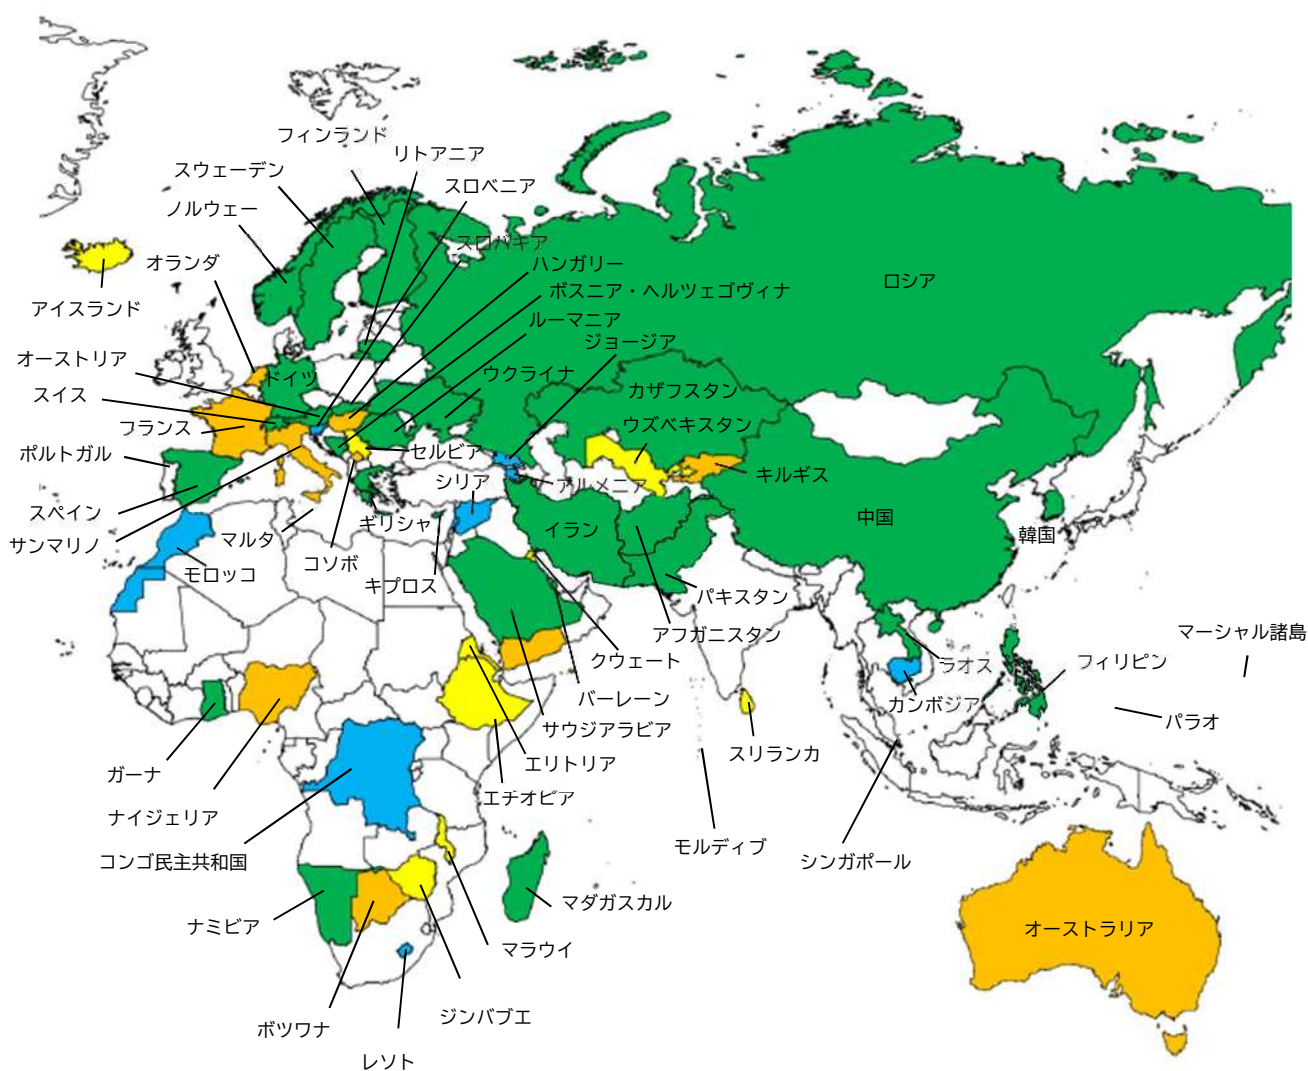 フィンランド
リトアニア
スウェーデン
スロベニア
ノルウェー
スロバキア
オランダ
ハンガリー
ロシア
ボスニア・ヘルツェゴヴィナ
アイスランド
ルーマニア
ジョージア
オーストリア
ドイツ
ウクライナ
カザフスタン
スイス
フランス
ウズベキスタン
ポルトガル
セルビア
キルギス
シリア
アルメニア
スペイン
ギリシャ
イラン
中国
韓国
サンマリノ
マルタ
コソボ
モロッコ
キプロス
パキスタン
アフガニスタン
マーシャル諸島
クウェート
ラオス
フィリピン
バーレーン
カンボジア
サウジアラビア
パラオ
スリランカ
エリトリア
ガーナ
エチオピア
ナイジェリア
モルディブ
シンガポール
コンゴ民主共和国
マダガスカル
ナミビア
オーストラリア
マラウイ
ジンバブエ
ボツワナ
レソト